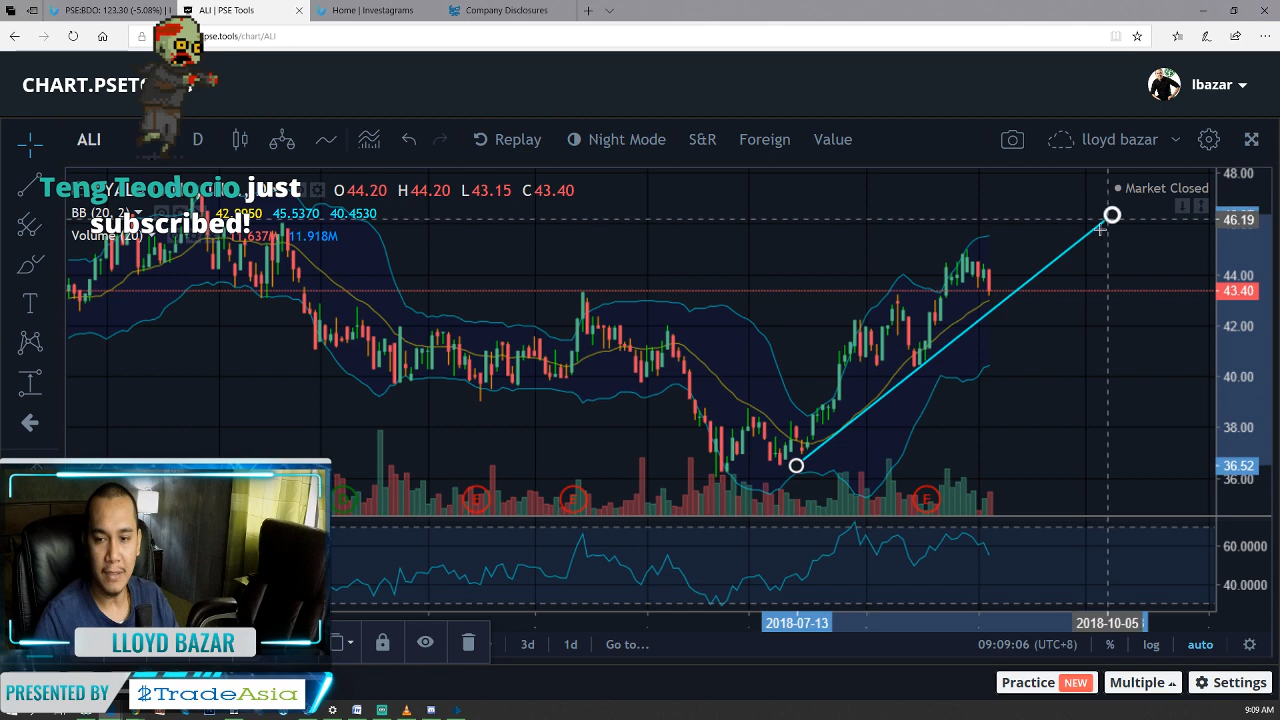 PSE:BDO: 123.30 (-5.08%) | |
ALI | PSE Tools
Home | Investagrams
Company Disclosures
pse.tools/chart/ALI
CHART.PSETO
lbazar
ALI
D
Replay
Night Mode
S&R
Foreign
Value
lloyd bazar
Teng Teodocio just
subscribed!
O44.20 H44.20 L43.15 C43.40
Market Closed
BB (20, 2)
45.5370 40.4530
Volume (20)
11.918M
48.00
46.19
44.00
43.40
42.00
40.00
38.00
36.52
36.00
E
60.0000
40.0000
2018-07-13
2018-10-05
3d
1d
Go to...
09:09:06 (UTC+8)
%
log
auto
LLOYD BAZAR
PRESENTED BY
$TradeAsia
Practice NEW
Multiple
Settings
9:09 AM